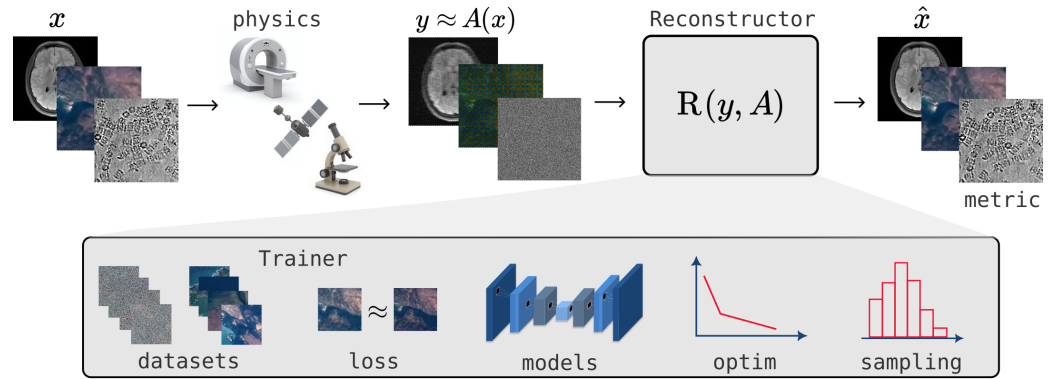 x
physics
y ≈ A(x)
Reconstructor
x̂
R(y, A)
metric
Trainer
≈
datasets
loss
models
optim
sampling